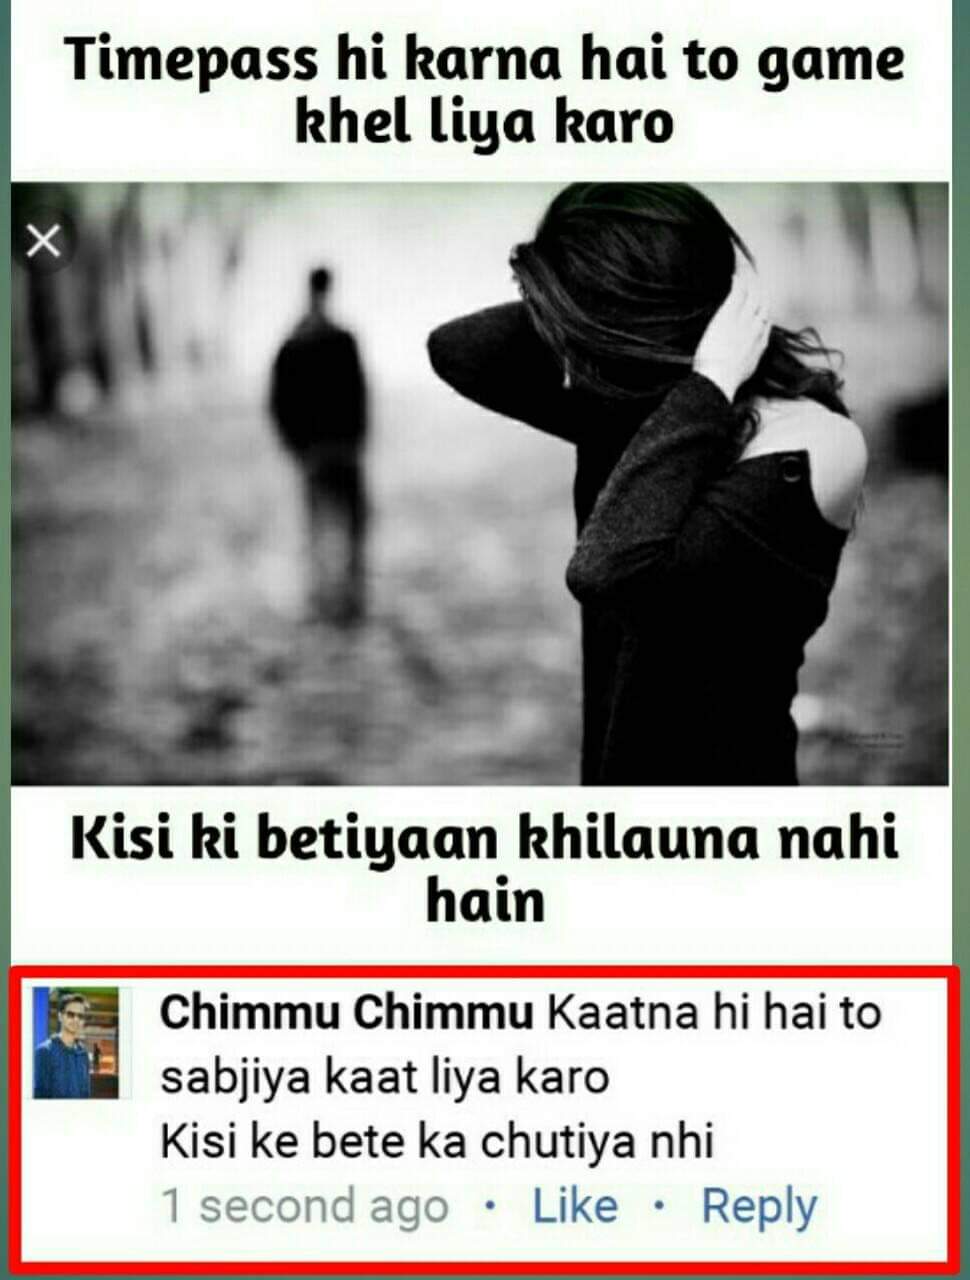 Timepass hi karna hai to game
khel liya karo
Kisi ki betiyaan khilauna nahi
hain
Chimmu Chimmu Kaatna hi hai to
sabjiya kaat liya karo
Kisi ke bete ka chutiya nhi
1 second ago • Like • Reply